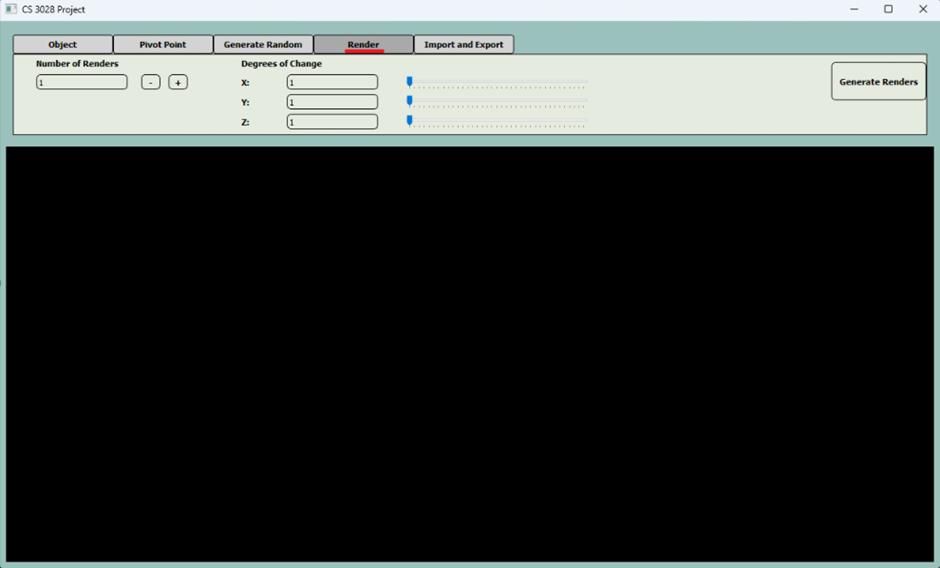 CS 3028 Project
Object Pivot Point Generate Random Render Import and Export
Number of Renders Degrees of Change
1 - + X: 1 Generate Renders
Y: 1
Z: 1